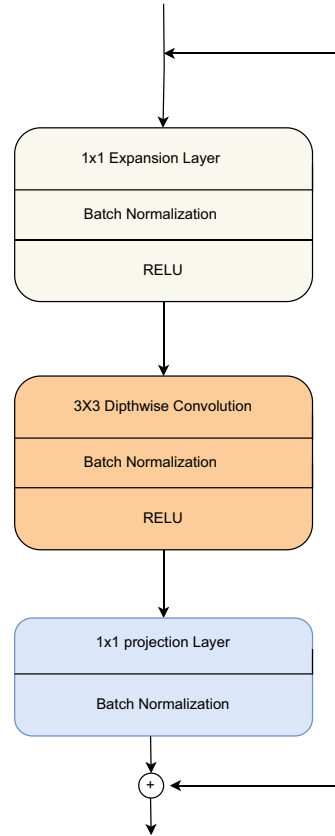 1x1 Expansion Layer
Batch Normalization
RELU
3X3 Dipthwise Convolution
Batch Normalization
RELU
1x1 projection Layer
Batch Normalization
+